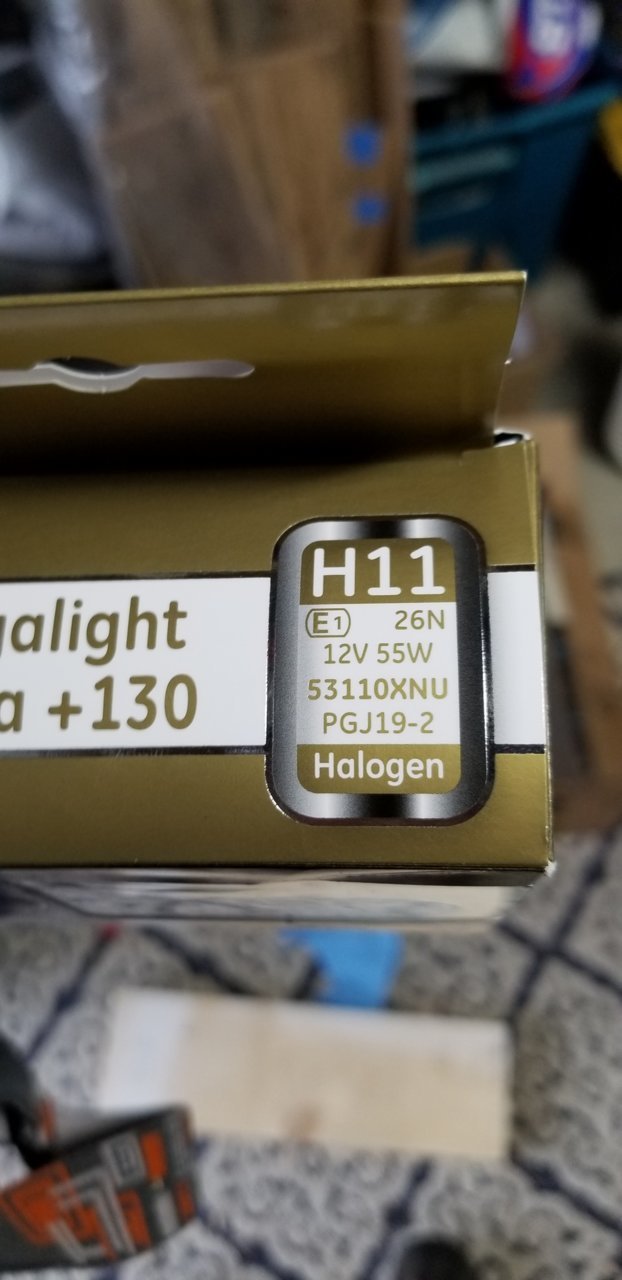 H11
E1 26N
galight
12V 55W
a +130
53110XNU
PGJ19-2
Halogen